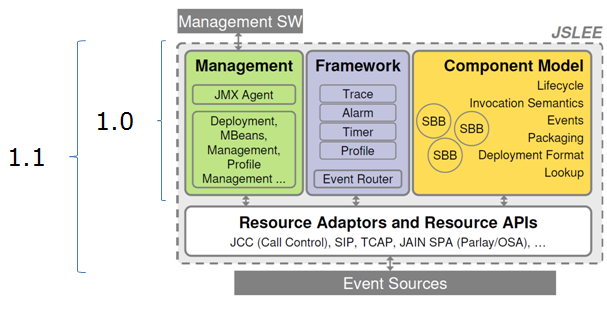 Management SW
JSLEE
1.1
1.0
Management
JMX Agent
Deployment,
MBeans,
Management,
Profile
Management ...
Framework
Trace
Alarm
Timer
Profile
Event Router
Component Model
SBB
SBB
SBB
Lifecycle
Invocation Semantics
Events
Packaging
Deployment Format
Lookup
Resource Adaptors and Resource APIs
JCC (Call Control), SIP, TCAP, JAIN SPA (Parlay/OSA), ...
Event Sources